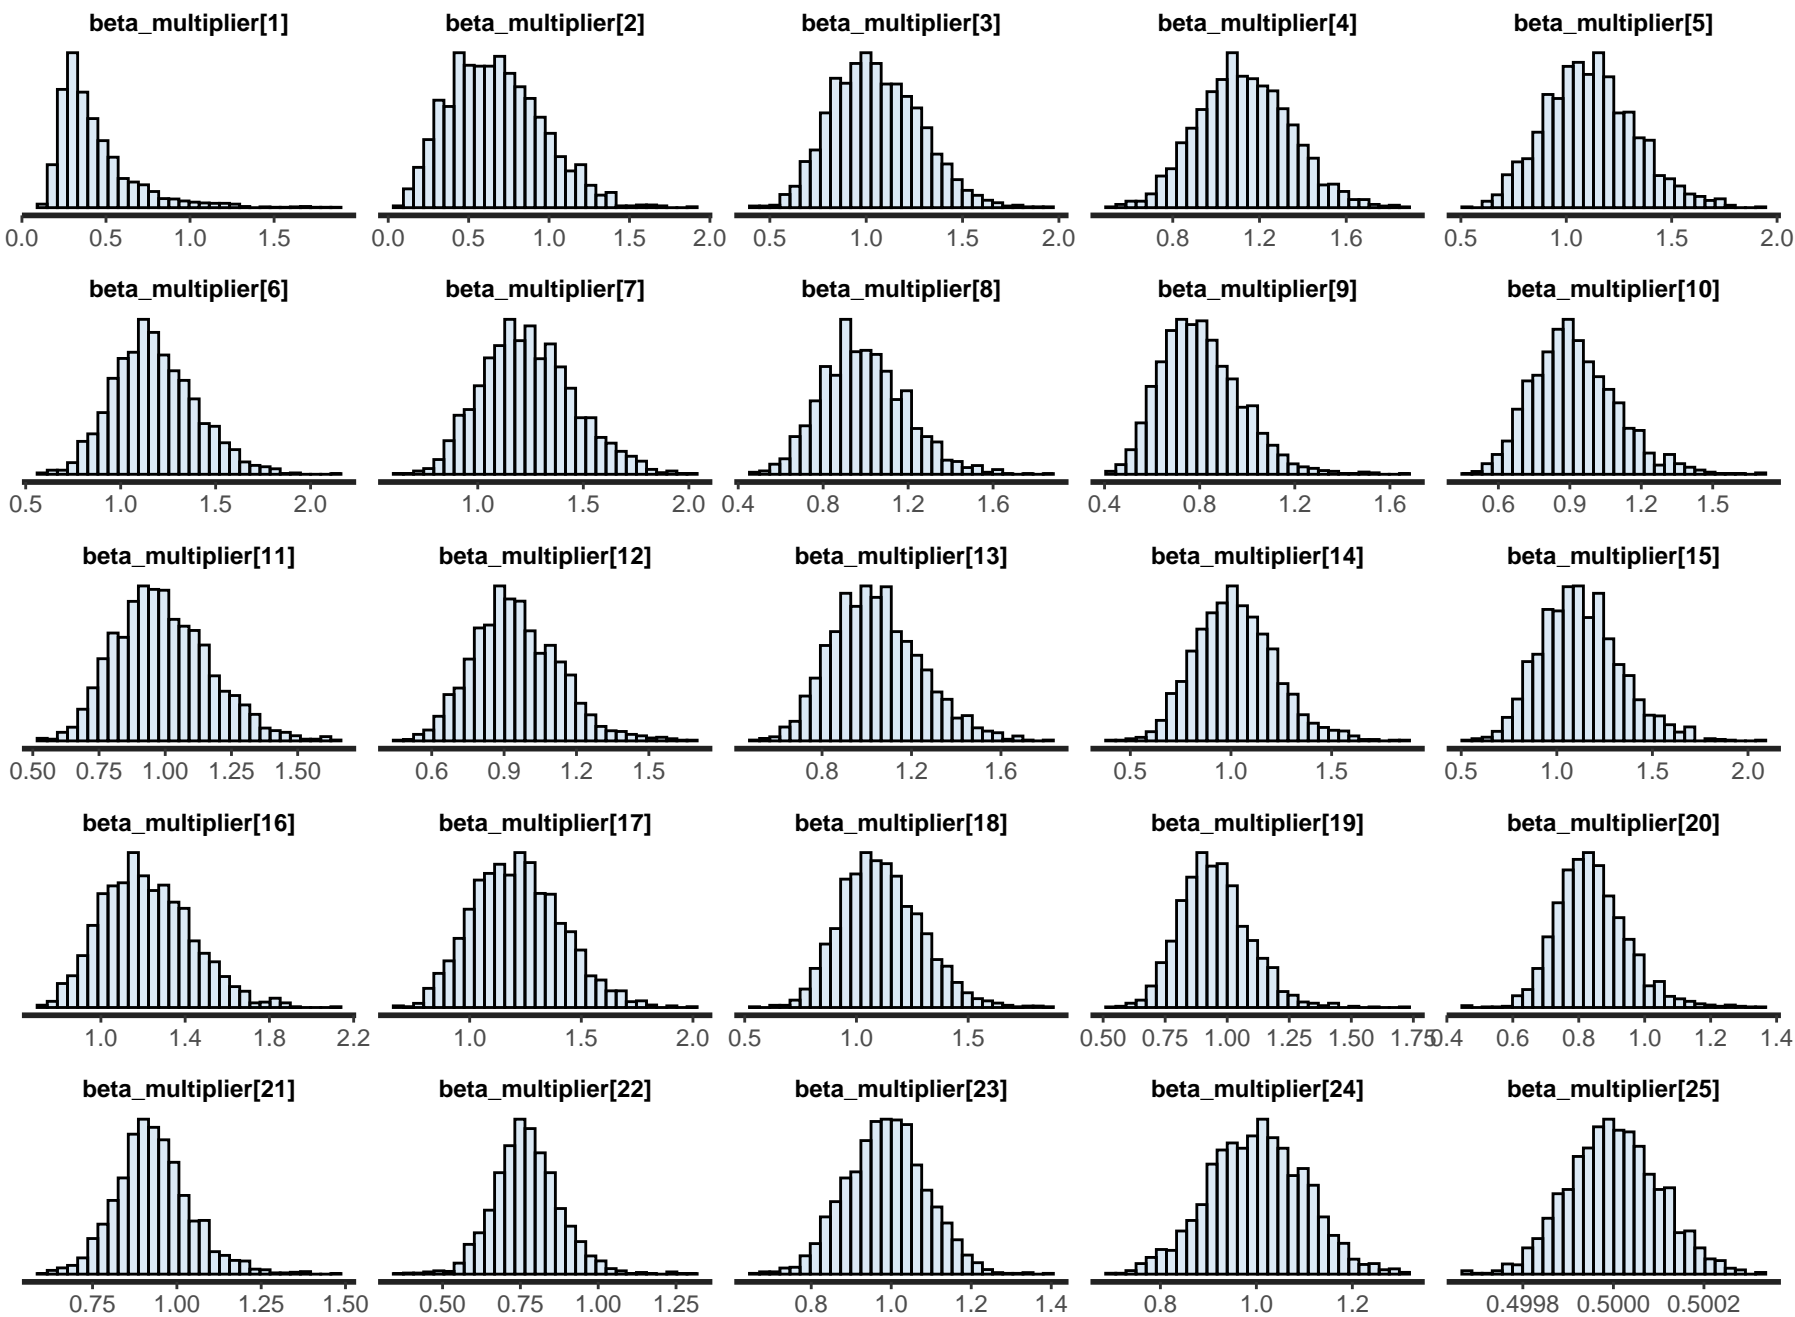 beta_multiplier[1] beta_multiplier[2] beta_multiplier[3] beta_multiplier[4] beta_multiplier[5]
0.0 0.5 1.0 1.5 0.0 0.5 1.0 1.5 2.0 0.5 1.0 1.5 2.0 0.8 1.2 1.6 0.5 1.0 1.5 2.0
beta_multiplier[6] beta_multiplier[7] beta_multiplier[8] beta_multiplier[9] beta_multiplier[10]
0.5 1.0 1.5 2.0 1.0 1.5 2.0 0.4 0.8 1.2 1.6 0.4 0.8 1.2 1.6 0.6 0.9 1.2 1.5
beta_multiplier[11] beta_multiplier[12] beta_multiplier[13] beta_multiplier[14] beta_multiplier[15]
0.50 0.75 1.00 1.25 1.50 0.6 0.9 1.2 1.5 0.8 1.2 1.6 0.5 1.0 1.5 0.5 1.0 1.5 2.0
beta_multiplier[16] beta_multiplier[17] beta_multiplier[18] beta_multiplier[19] beta_multiplier[20]
1.0 1.4 1.8 2.2 1.0 1.5 2.0 0.5 1.0 1.5 0.50 0.75 1.00 1.25 1.50 1.75 0.4 0.6 0.8 1.0 1.2 1.4
beta_multiplier[21] beta_multiplier[22] beta_multiplier[23] beta_multiplier[24] beta_multiplier[25]
0.75 1.00 1.25 1.50 0.50 0.75 1.00 1.25 0.8 1.0 1.2 1.4 0.8 1.0 1.2 0.4998 0.5000 0.5002